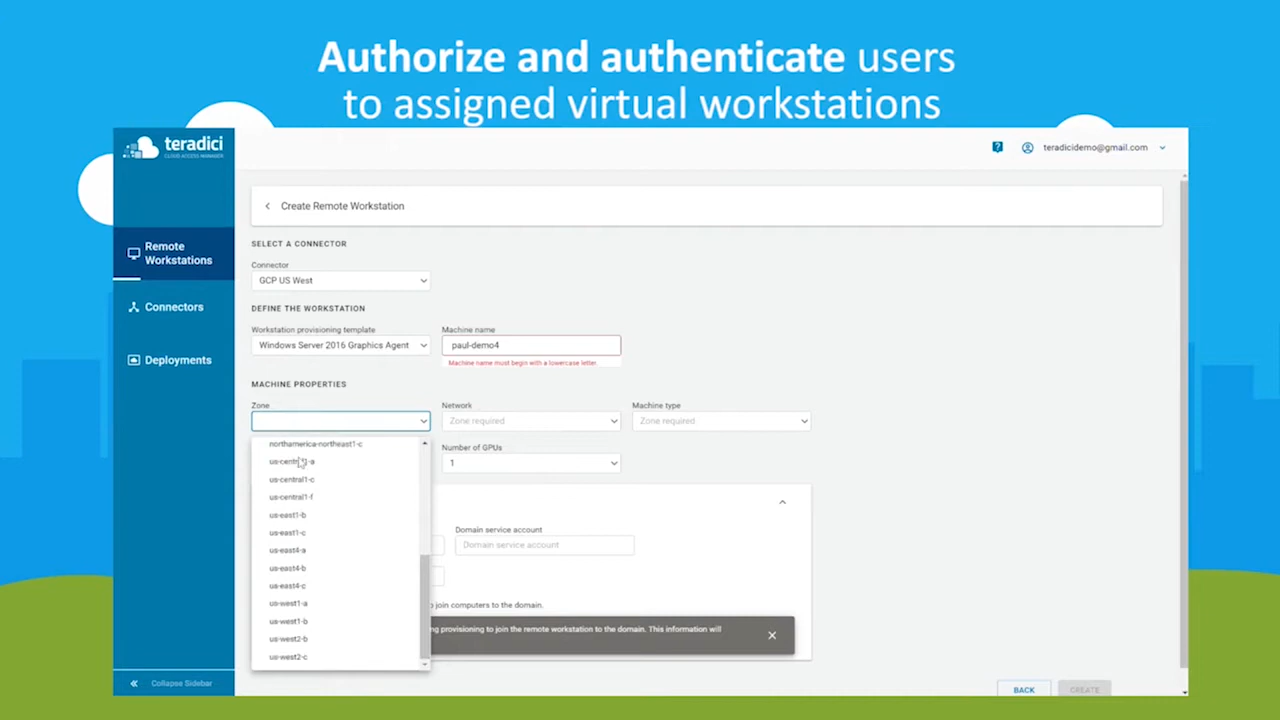 Authorize and authenticate users
to assigned virtual workstations
teradici
CLOUD ACCESS MANAGER
teradicidemo@gmail.com
Create Remote Workstation
Remote
Workstations
Connectors
Deployments
SELECT A CONNECTOR
Connector
GCP US West
DEFINE THE WORKSTATION
Workstation provisioning template
Machine name
Windows Server 2016 Graphics Agent
paul-demo4
Machine name must begin with a lowercase letter.
MACHINE PROPERTIES
Zone
Network
Machine type
Zone required
Zone required
northamerica-northeast1-c
us-central1-a
us-central1-c
us-central1-f
us-east1-b
us-east1-c
us-east4-a
us-east4-b
us-east4-c
us-west1-a
us-west1-b
us-west2-b
us-west2-c
Number of GPUs
1
Domain service account
Domain service account
o join computers to the domain.
ng provisioning to join the remote workstation to the domain. This information will
Collapse Sidebar
BACK
CREATE